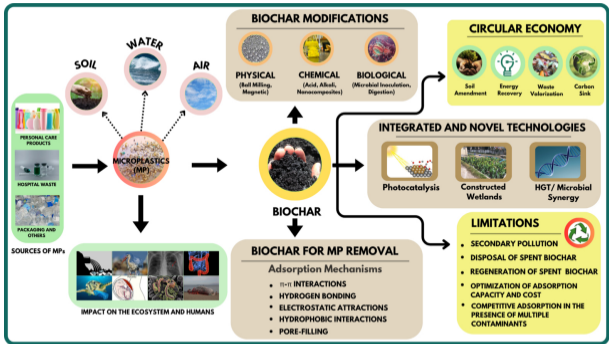 SOIL
WATER
AIR
PERSONAL CARE
PRODUCTS
HOSPITAL WASTE
PACKAGING AND
OTHERS
SOURCES OF MPs
MICROPLASTICS
(MP)
IMPACT ON THE ECOSYSTEM AND HUMANS
BIOCHAR MODIFICATIONS
PHYSICAL
(Ball Milling,
Magnetic)
CHEMICAL
(Acid, Alkali,
Nanocomposites)
BIOLOGICAL
(Microbial Inoculation,
Digestion)
BIOCHAR
BIOCHAR FOR MP REMOVAL
Adsorption Mechanisms
• π-π INTERACTIONS
• HYDROGEN BONDING
• ELECTROSTATIC ATTRACTIONS
• HYDROPHOBIC INTERACTIONS
• PORE-FILLING
CIRCULAR ECONOMY
Soil
Amendment
Energy
Recovery
Waste
Valorization
Carbon
Sink
INTEGRATED AND NOVEL TECHNOLOGIES
Photocatalysis
Constructed
Wetlands
HGT/ Microbial
Synergy
LIMITATIONS
• SECONDARY POLLUTION
• DISPOSAL OF SPENT BIOCHAR
• REGENERATION OF SPENT BIOCHAR
• OPTIMIZATION OF ADSORPTION
CAPACITY AND COST
• COMPETITIVE ADSORPTION IN THE
PRESENCE OF MULTIPLE
CONTAMINANTS